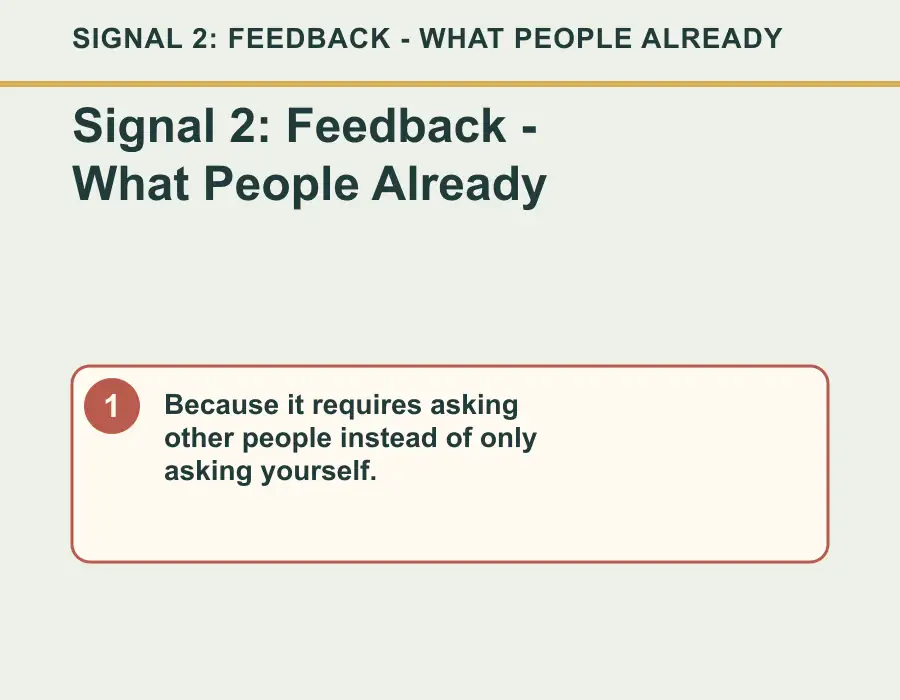 SIGNAL 2: FEEDBACK - WHAT PEOPLE ALREADY
Signal 2: Feedback -
What People Already
1
Because it requires asking
other people instead of only
asking yourself.